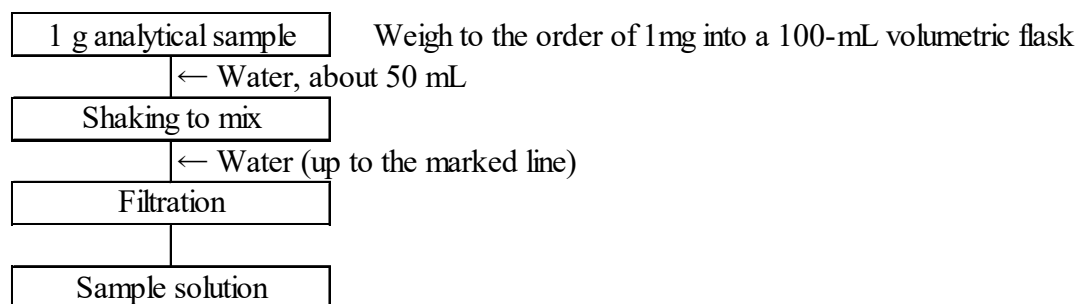 1 g analytical sample Weigh to the order of 1mg into a 100-mL volumetric flask
← Water, about 50 mL
Shaking to mix
← Water (up to the marked line)
Filtration
Sample solution